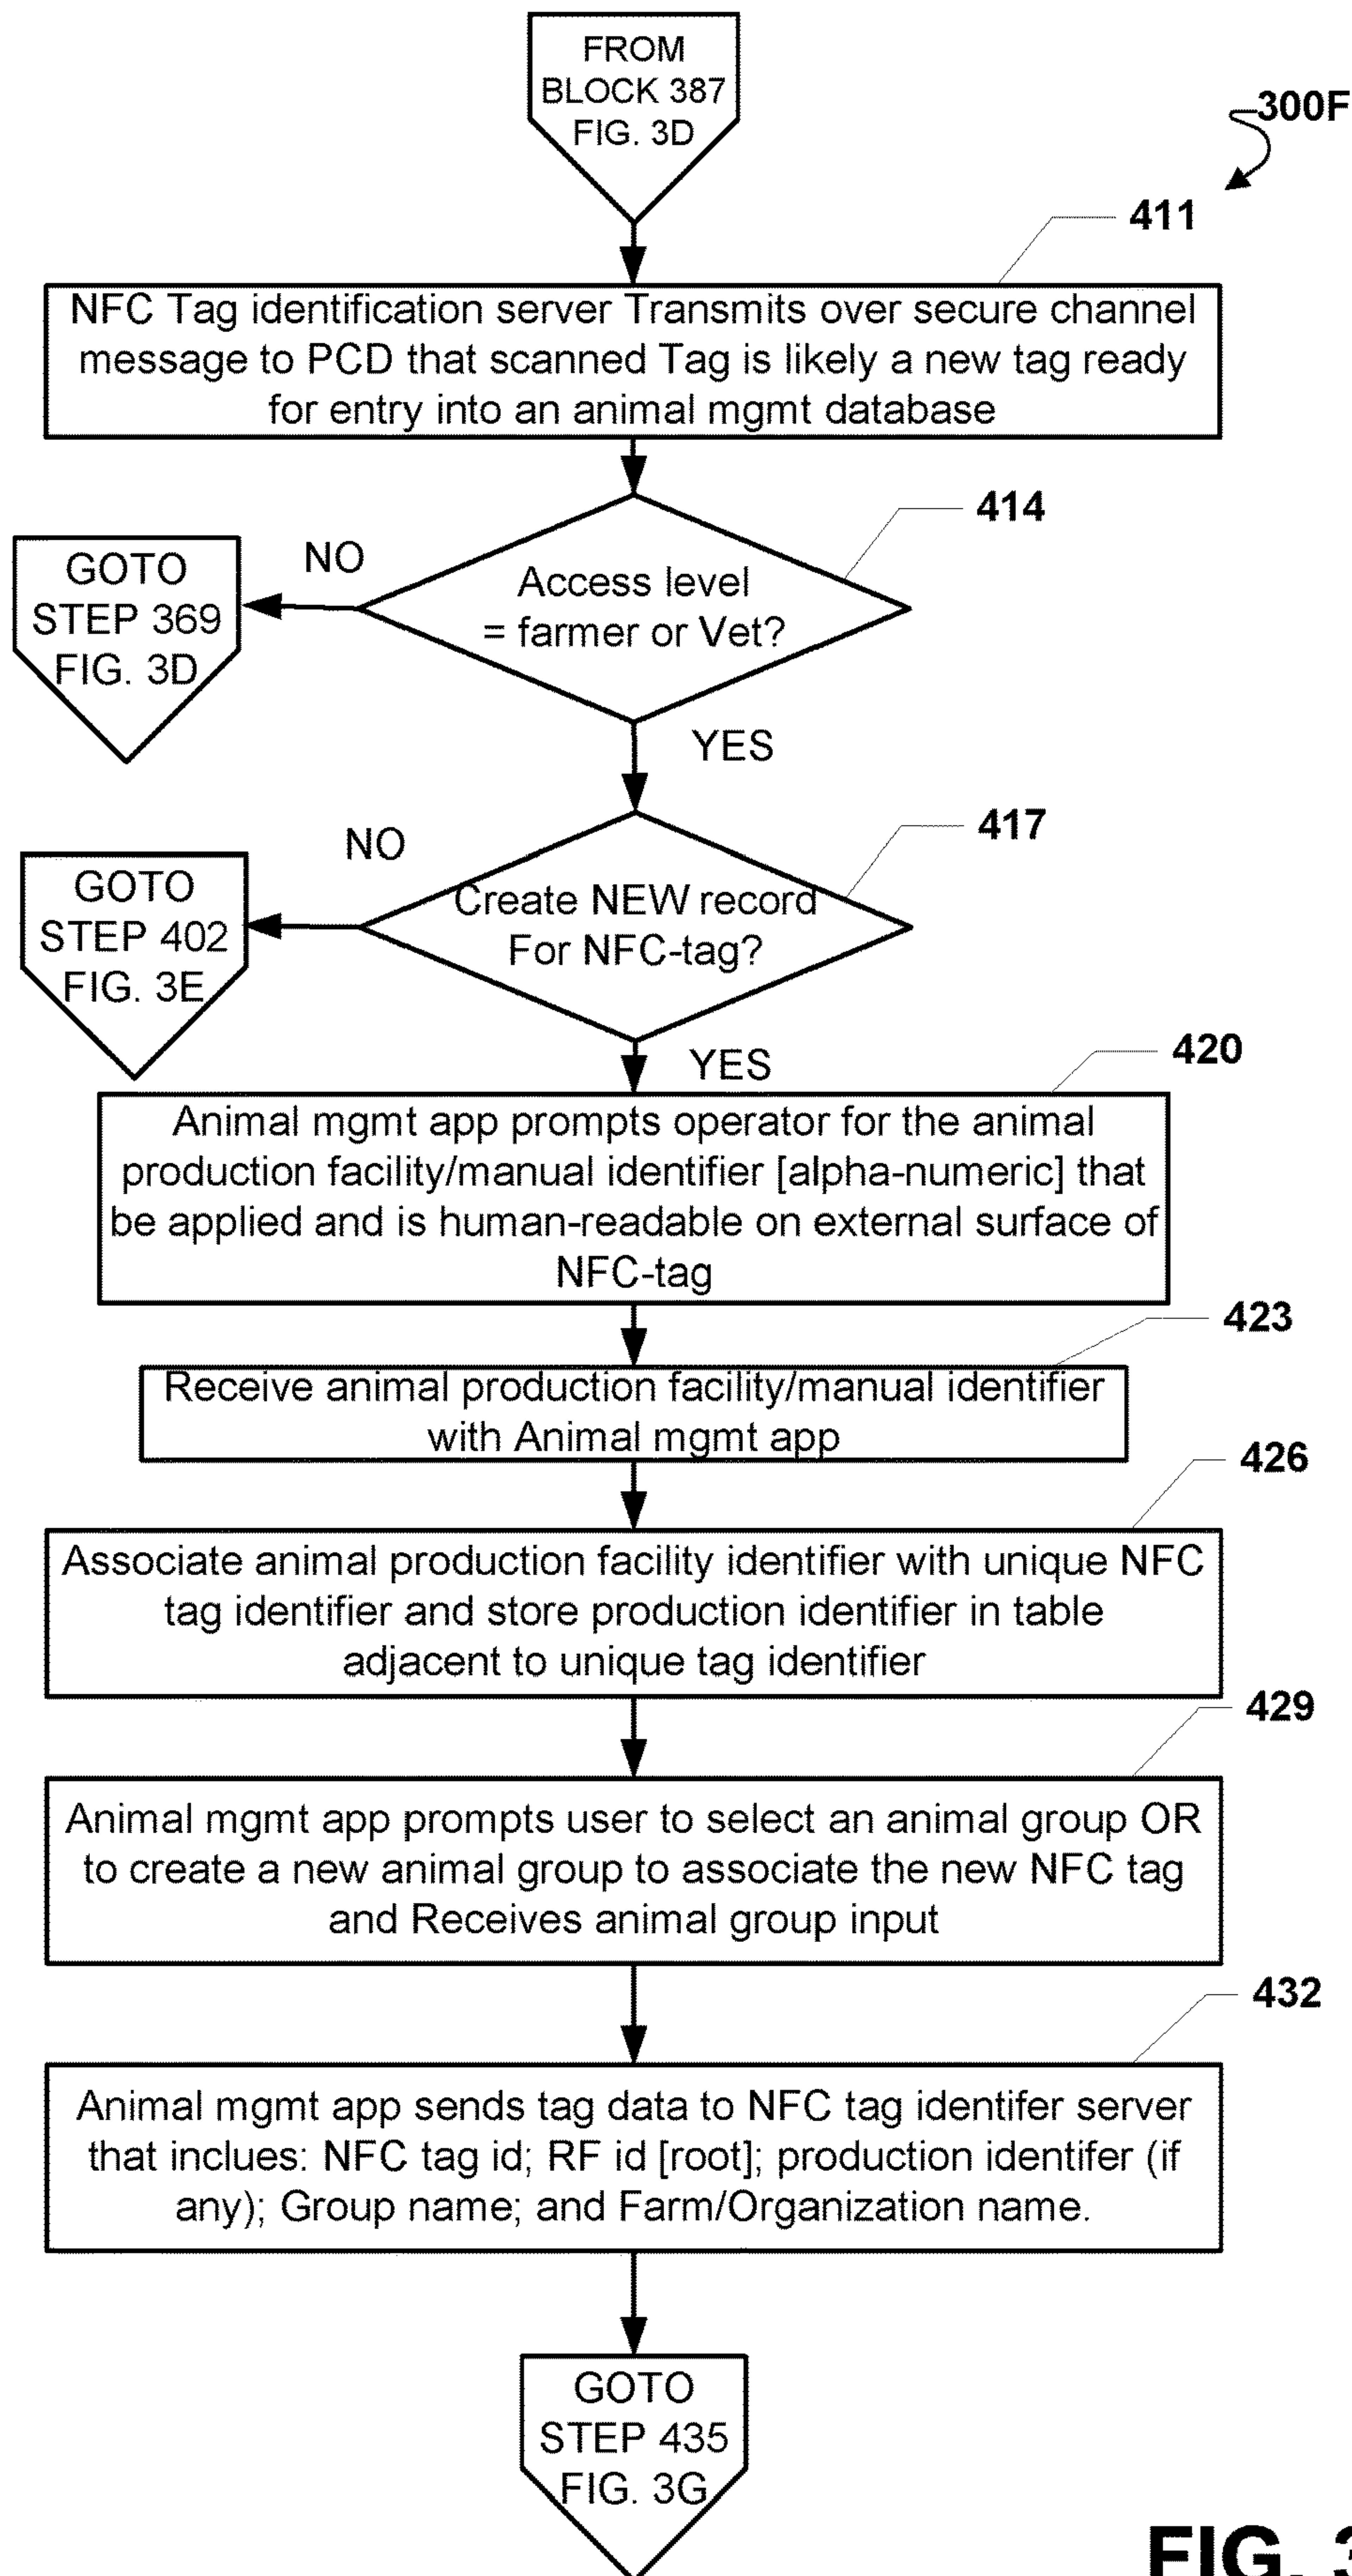 FROM
BLOCK 387
FIG. 3D
300F
411
NFC Tag identification server Transmits over secure channel
message to PCD that scanned Tag is likely a new tag ready
for entry into an animal mgmt database
414
Access level
= farmer or Vet?
NO
GOTO
STEP 369
FIG. 3D
YES
417
Create NEW record
For NFC-tag?
NO
GOTO
STEP 402
FIG. 3E
YES
420
Animal mgmt app prompts operator for the animal
production facility/manual identifier [alpha-numeric] that
be applied and is human-readable on external surface of
NFC-tag
423
Receive animal production facility/manual identifier
with Animal mgmt app
426
Associate animal production facility identifier with unique NFC
tag identifier and store production identifier in table
adjacent to unique tag identifier
429
Animal mgmt app prompts user to select an animal group OR
to create a new animal group to associate the new NFC tag
and Receives animal group input
432
Animal mgmt app sends tag data to NFC tag identifer server
that inclues: NFC tag id; RF id [root]; production identifer (if
any); Group name; and Farm/Organization name.
GOTO
STEP 435
FIG. 3G
FIG. 3